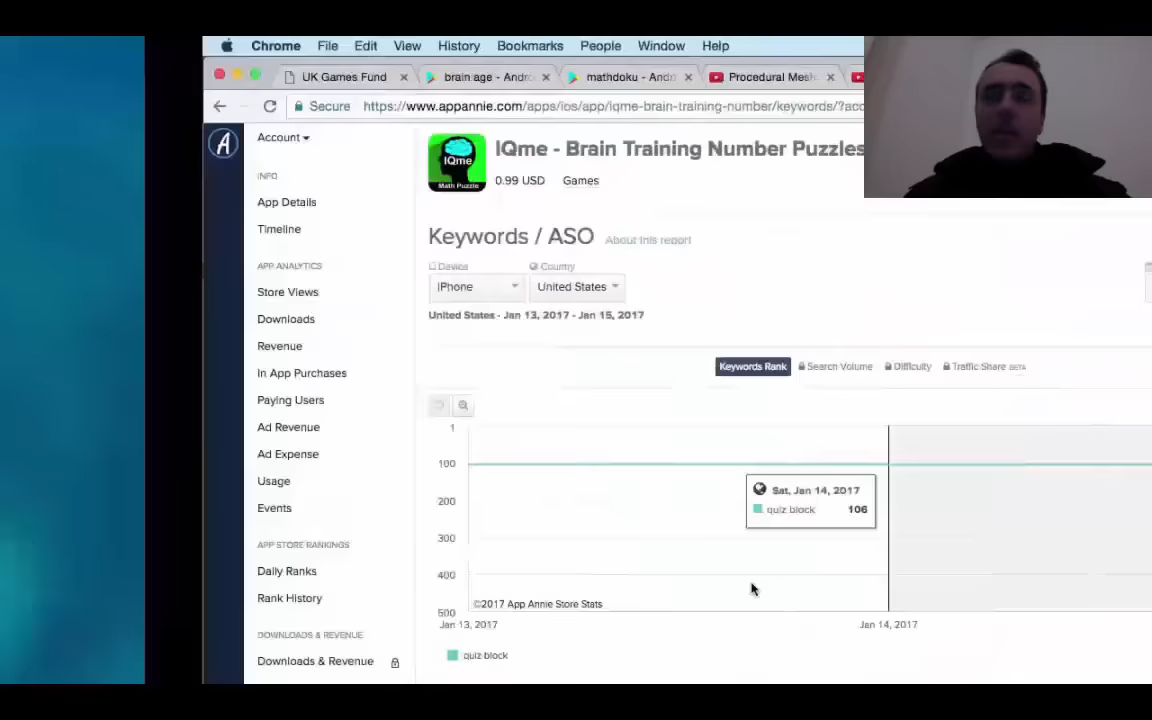 Chrome File Edit View History Bookmarks People Window Help
UK Games Fund
brain age - Andro
mathdoku - Andr
Procedural Mesh
Secure https://www.appannie.com/apps/ios/app/iqme-brain-training-number/keywords/?acc
Account
INFO
App Details
Timeline
APP ANALYTICS
Store Views
Downloads
Revenue
In App Purchases
Paying Users
Ad Revenue
Ad Expense
Usage
Events
APP STORE RANKINGS
Daily Ranks
Rank History
DOWNLOADS & REVENUE
Downloads & Revenue
IQme
Math Puzzle
IQme - Brain Training Number Puzzles
0.99 USD Games
Keywords / ASO About this report
Device Country
iPhone United States
United States - Jan 13, 2017 - Jan 15, 2017
Keywords Rank Search Volume Difficulty Traffic Share BETA
1
100
200
300
400
500
Sat, Jan 14, 2017
quiz block 106
©2017 App Annie Store Stats
Jan 13, 2017 Jan 14, 2017
quiz block